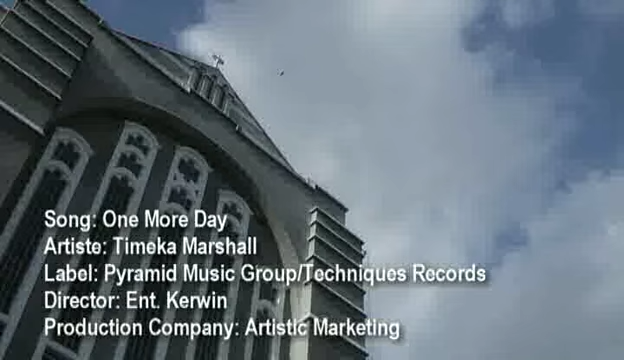 Song: One More Day
Artiste: Timeka Marshall
Label: Pyramid Music Group/Techniques Records
Director: Ent. Kerwin
Production Company: Artistic Marketing